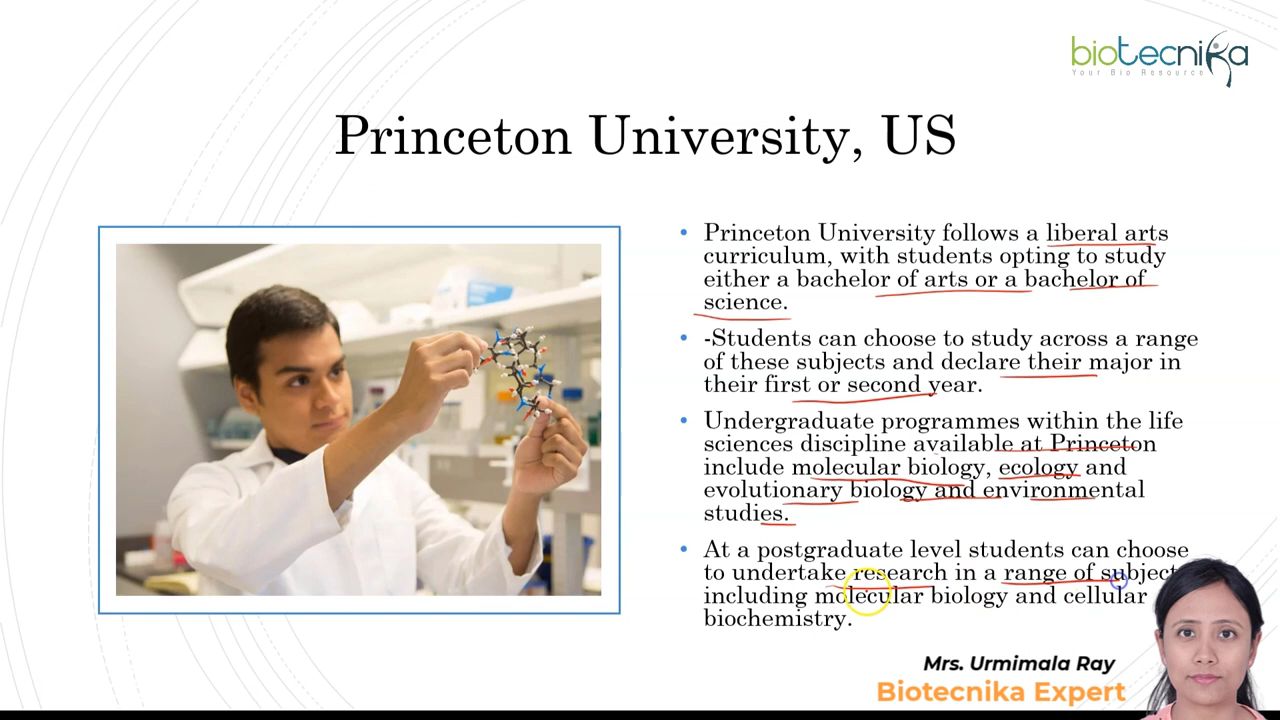 biotecnika
Your Bio Resource
Princeton University, US
• Princeton University follows a liberal arts
curriculum, with students opting to study
either a bachelor of arts or a bachelor of
science.
• -Students can choose to study across a range
of these subjects and declare their major in
their first or second year.
• Undergraduate programmes within the life
sciences discipline available at Princeton
include molecular biology, ecology and
evolutionary biology and environmental
studies.
• At a postgraduate level students can choose
to undertake research in a range of subject
including molecular biology and cellular
biochemistry.
Mrs. Urmimala Ray
Biotecnika Expert